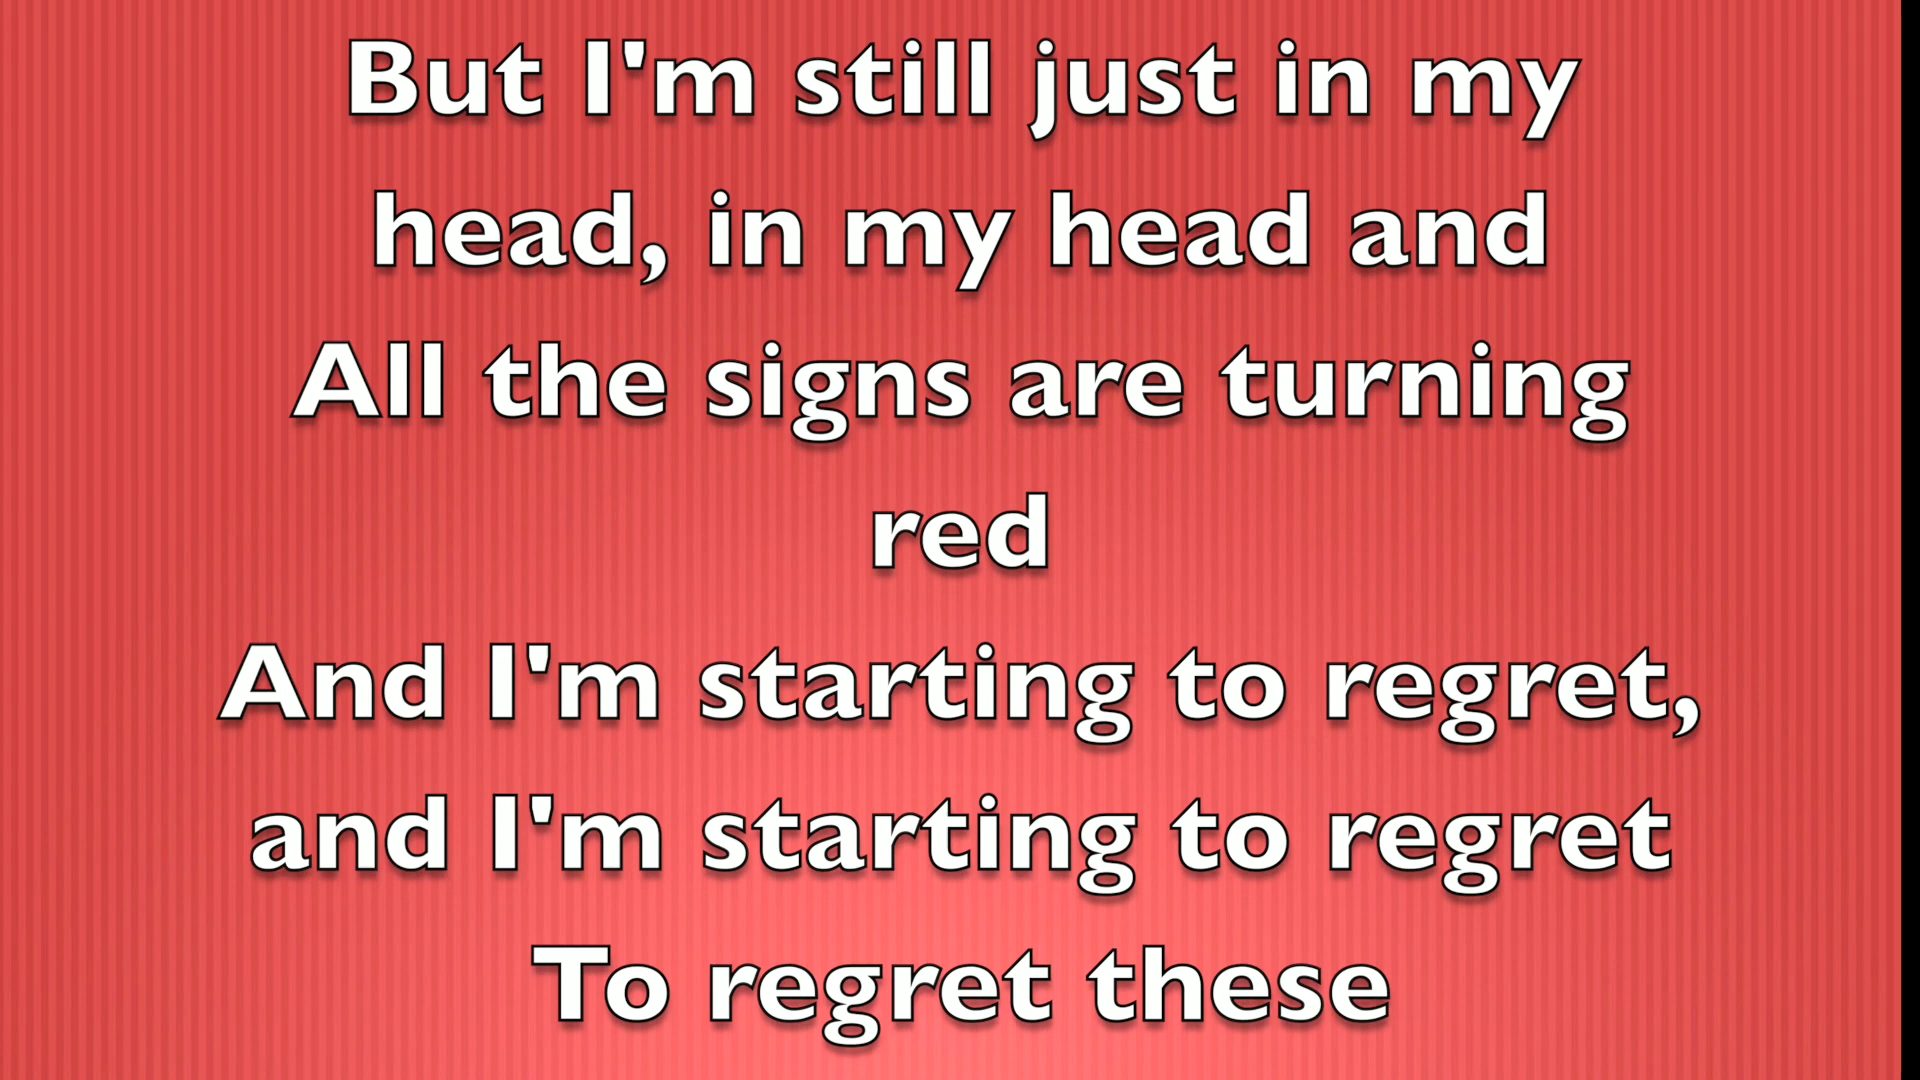 But I'm still just in my
head, in my head and
All the signs are turning
red
And I'm starting to regret,
and I'm starting to regret
To regret these